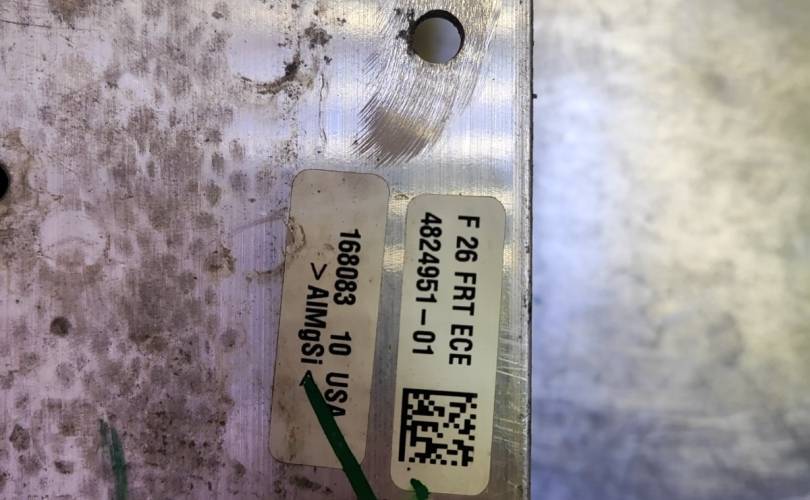 F 26 FRT ECE
4824951-01
168083 10 USA
>AlMgSi<